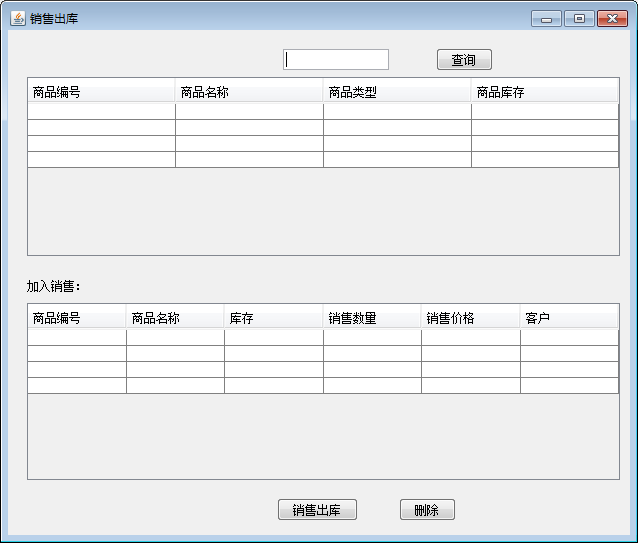 销售出库
查询
商品编号 商品名称 商品类型 商品库存
加入销售：
商品编号 商品名称 库存 销售数量 销售价格 客户
销售出库 删除